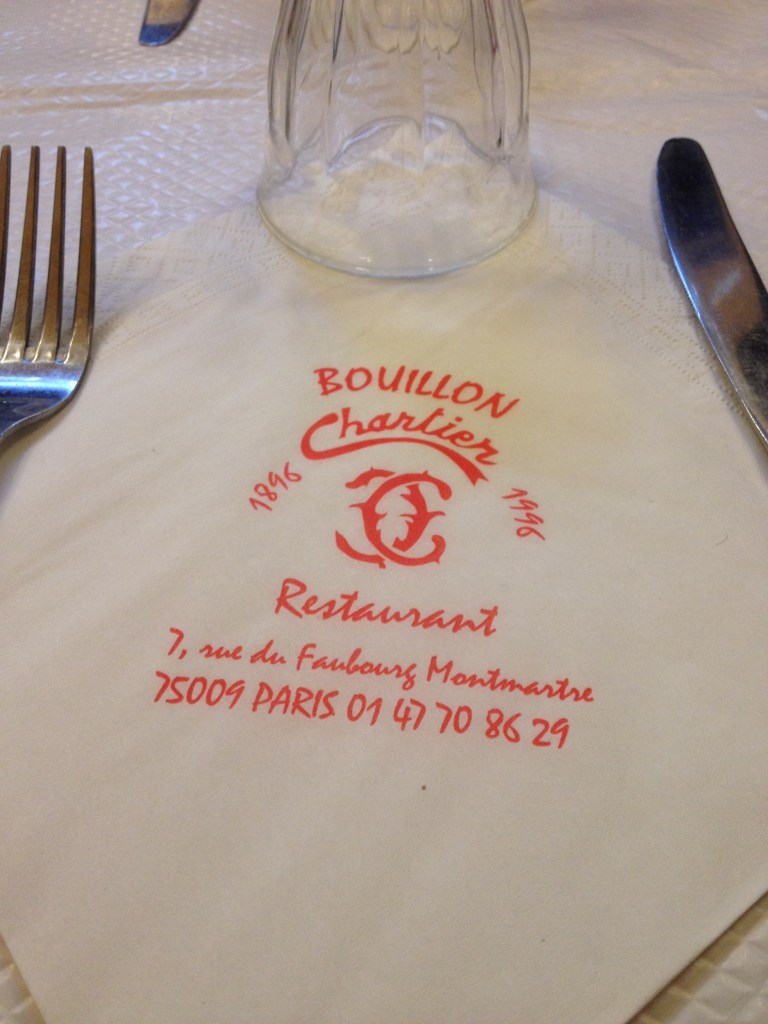 BOUILLON
Chartier
1896 1996
Restaurant
7, rue du Faubourg Montmartre
75009 PARIS 01 47 70 86 29